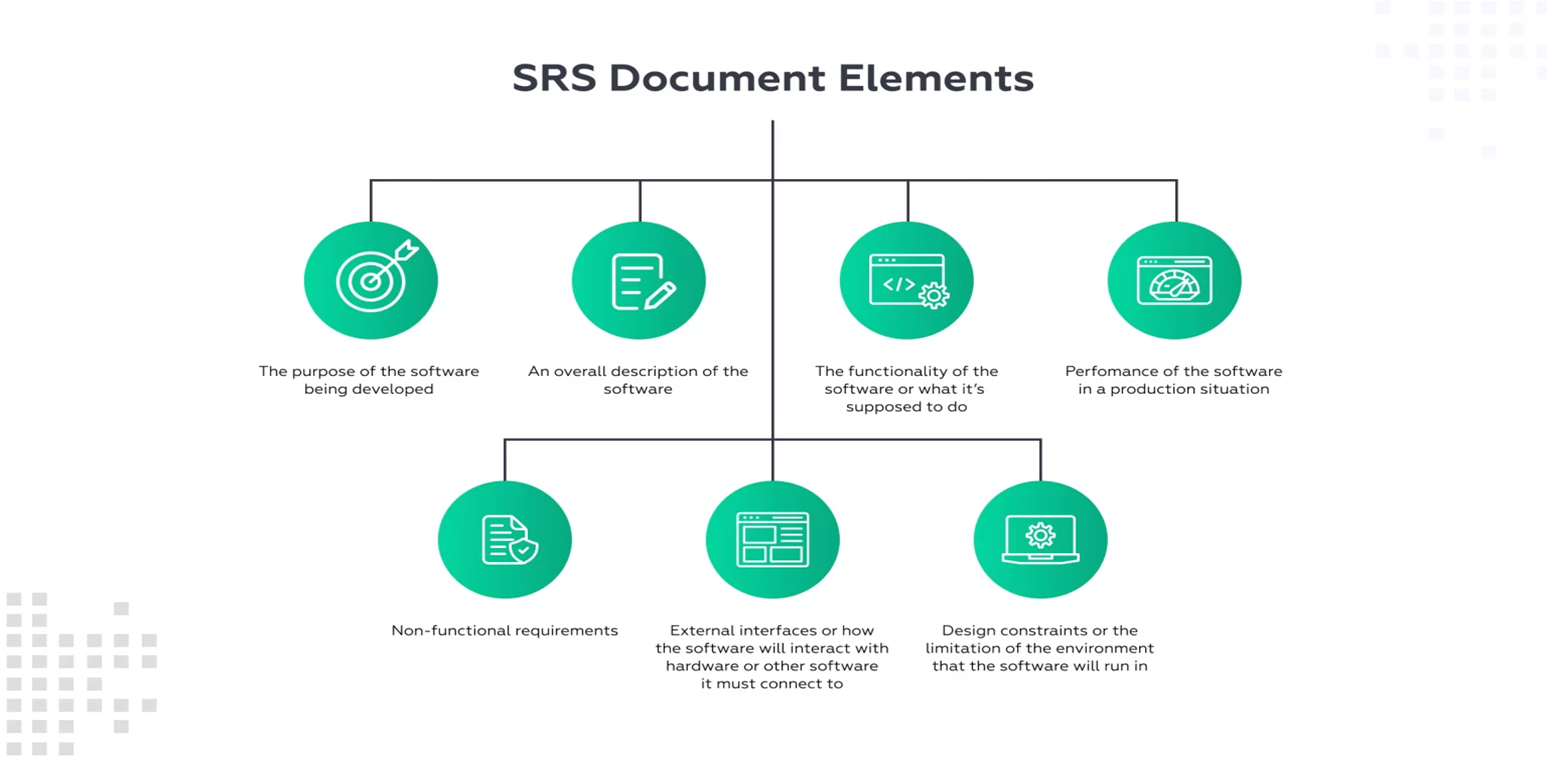 SRS Document Elements
The purpose of the software
being developed
An overall description of the
software
The functionality of the
software or what it’s
supposed to do
Perfomance of the software
in a production situation
Non-functional requirements
External interfaces or how
the software will interact with
hardware or other software
it must connect to
Design constraints or the
limitation of the environment
that the software will run in